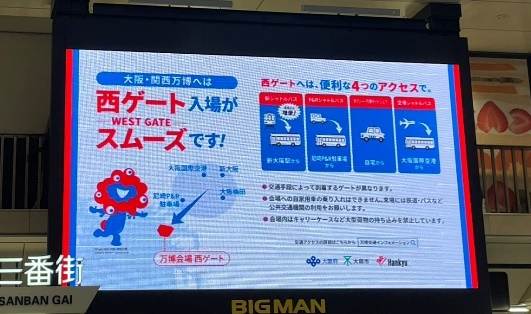 大阪・関西万博へは
西ゲート入場が
WEST GATE
スムーズです!
大阪国際空港
新大阪
尼崎P&R
駐車場
大阪梅田
万博会場 西ゲート
西ゲートへは、便利な4つのアクセスで。
駅シャトルバス
新大阪駅から
P&Rシャトルバス
尼崎P&R駐車場
から
自宅から
空港シャトルバス
大阪国際空港
から
●交通手段によって到着するゲートが異なります。
●会場への自家用車の乗り入れはできません。来場には鉄道・バスなど
公共交通機関の利用をお願いします。
●会場内はキャリーケースなど大型荷物の持ち込みを禁止しています。
大阪府
大阪市
Hankyu
三番街
SANBAN GAI
BIGMAN